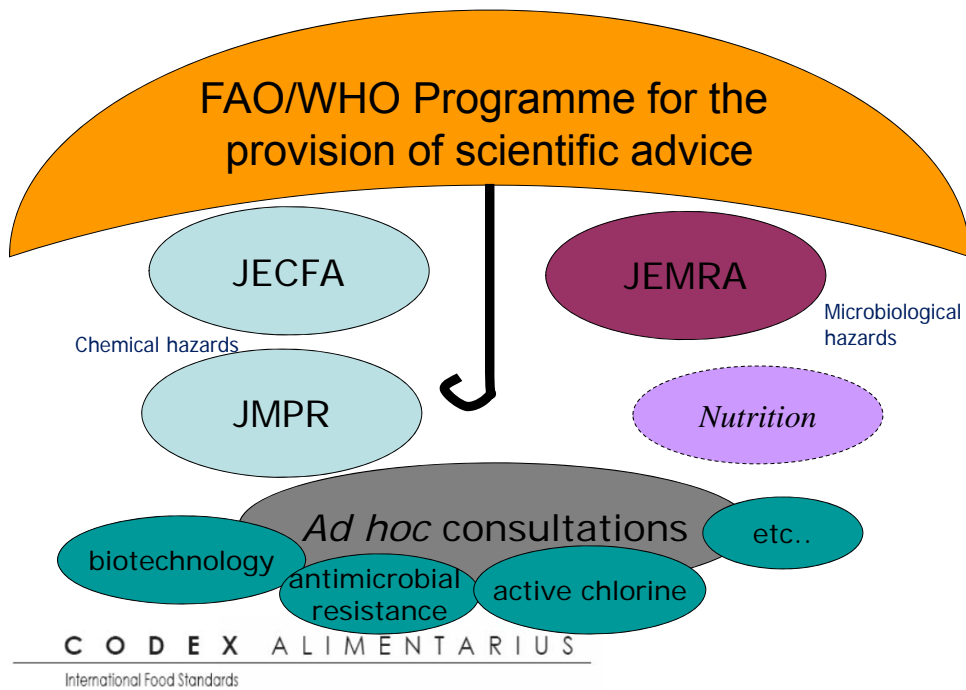 FAO/WHO Programme for the
provision of scientific advice
JECFA
JEMRA
Microbiological
hazards
Chemical hazards
JMPR
Nutrition
Ad hoc consultations
etc..
biotechnology
antimicrobial
resistance
active chlorine
CODEX ALIMENTARIUS
International Food Standards